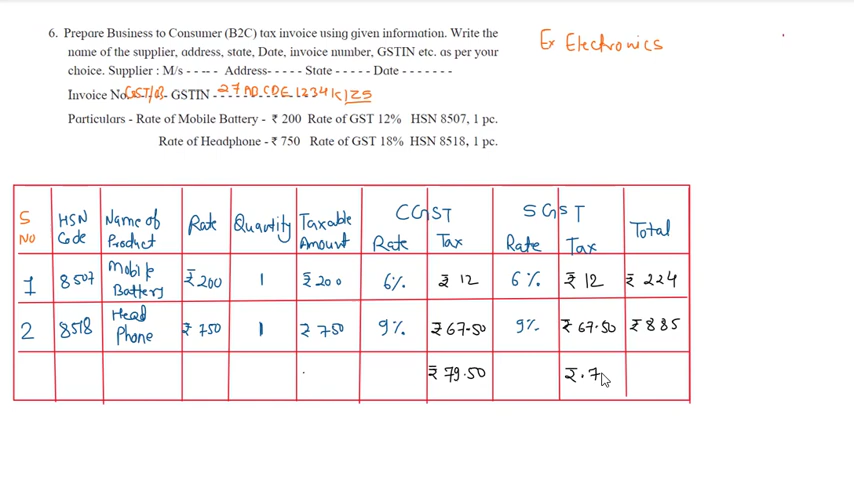 6. Prepare Business to Consumer (B2C) tax invoice using given information. Write the
name of the supplier, address, state, Date, invoice number, GSTIN etc. as per your
choice. Supplier : M/s - - - - - Address- - - - - State - - - - - Date - - - - - - -
Invoice No. GST/ GSTIN - 27 ABCDE1234K1Z5
Particulars - Rate of Mobile Battery - ₹ 200 Rate of GST 12% HSN 8507, 1 pc.
Rate of Headphone - ₹ 750 Rate of GST 18% HSN 8518, 1 pc.
Ex Electronics
S NO HSN Code Name of Product Rate Quantity Taxable Amount CGST Rate Tax SGST Rate Tax Total
1 8507 Mobile Battery ₹200 1 ₹200 6% ₹ 12 6% ₹ 12 ₹ 224
2 8518 Head Phone ₹ 750 1 ₹ 750 9% ₹67.50 9% ₹67.50 ₹885
₹79.50 ₹.7